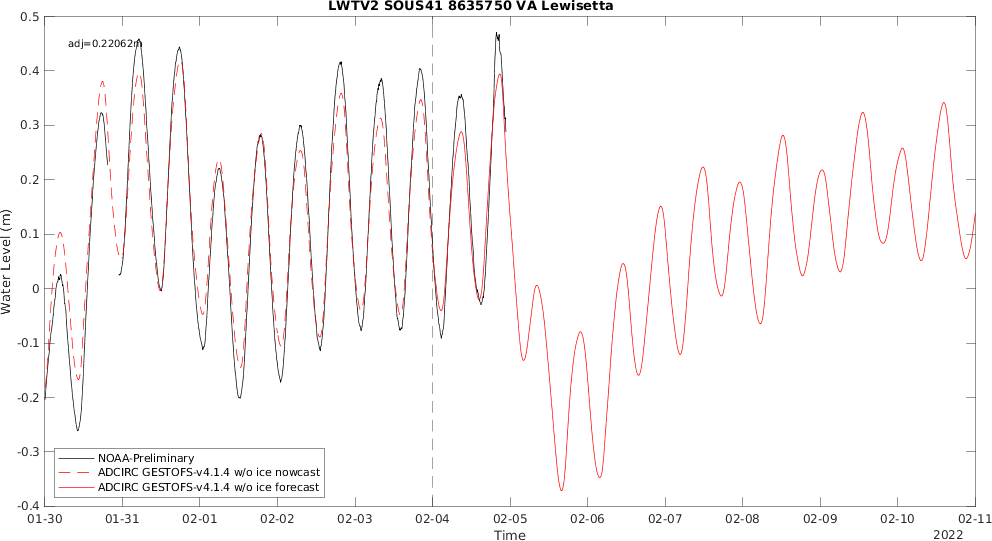 LWTV2 SOUS41 8635750 VA Lewisetta
adj=0.22062m
0.5
0.4
0.3
0.2
0.1
0
-0.1
-0.2
-0.3
-0.4
Water Level (m)
NOAA-Preliminary
ADCIRC GESTOFS-v4.1.4 w/o ice nowcast
ADCIRC GESTOFS-v4.1.4 w/o ice forecast
01-30 01-31 02-01 02-02 02-03 02-04 02-05 02-06 02-07 02-08 02-09 02-10 02-11
Time
2022